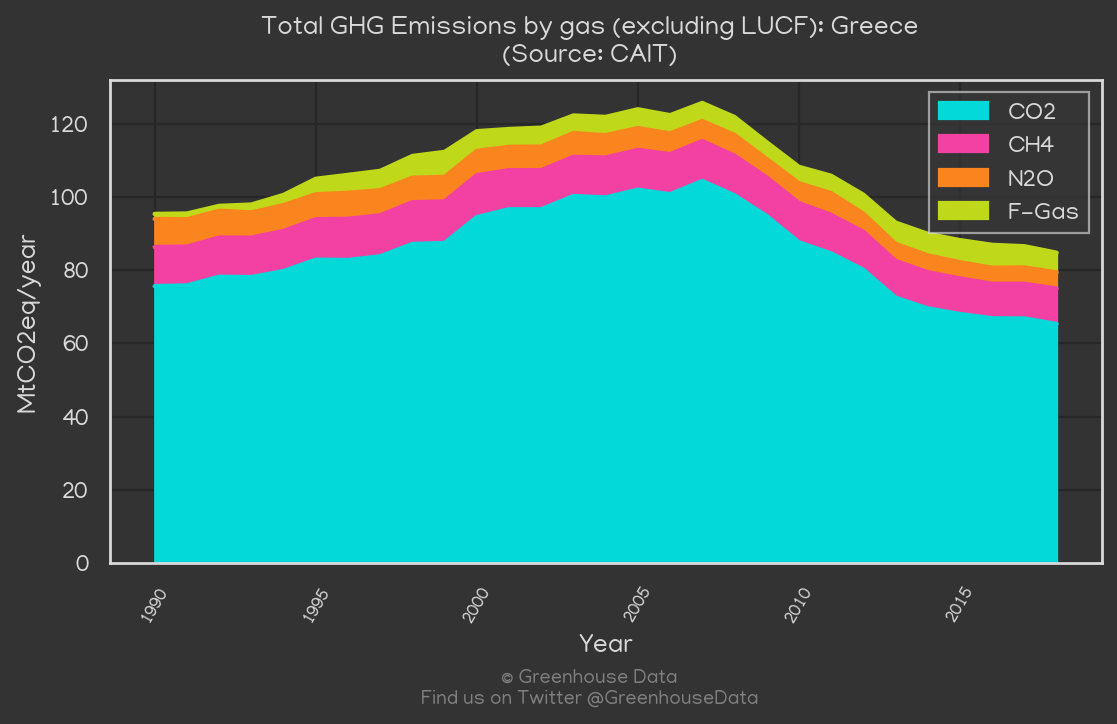 Total GHG Emissions by gas (excluding LUCF): Greece
(Source: CAIT)
CO2
CH4
N2O
F-Gas
120
100
80
60
40
20
0
MtCO2eq/year
1990
1995
2000
2005
2010
2015
Year
© Greenhouse Data
Find us on Twitter @GreenhouseData